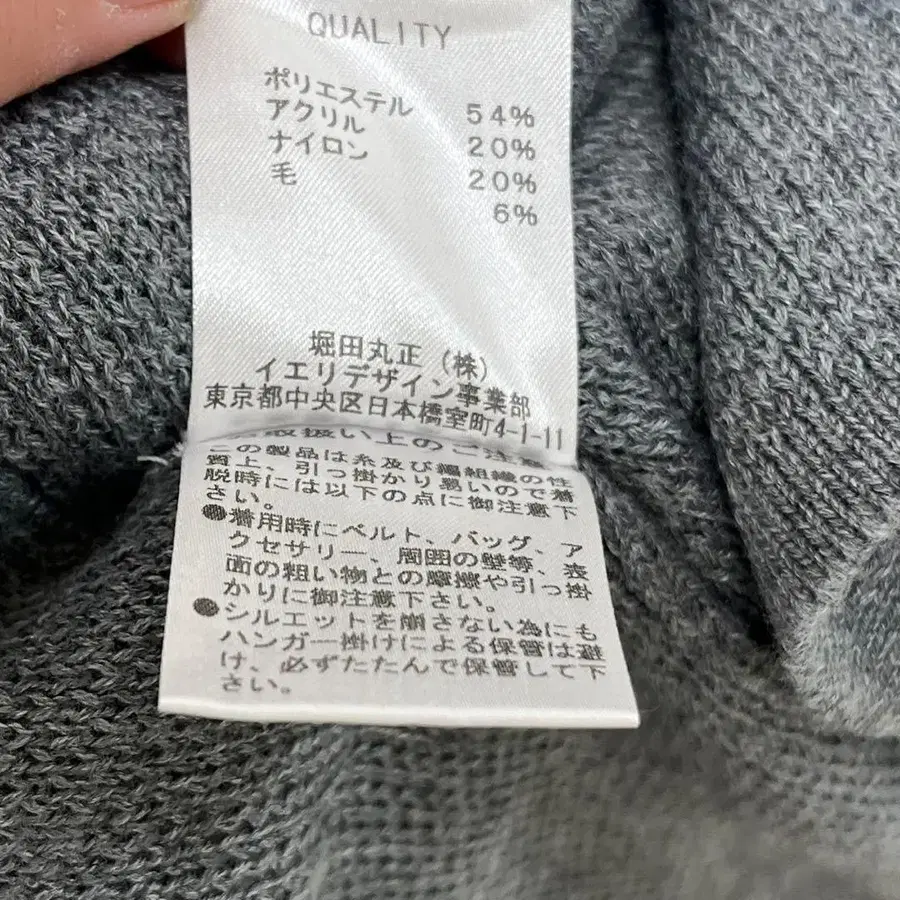 QUALITY
ポリエステル 54%
アクリル 20%
ナイロン 20%
毛 6%
堀田丸正(株)
イエリデザイン事業部
東京都中央区日本橋室町4-1-11
取扱い上のご注意
この製品は糸及び編組織の性
質上、引っ掛かり易いので着
脱時には以下の点に御注意下
さい。
●着用時にベルト、バッグ、ア
クセサリー、周囲の壁等、表
面の粗い物との摩擦や引っ掛
かりに御注意下さい。
●シルエットを崩さない為にも
ハンガー掛けによる保管は避
け、必ずたたんで保管して下
さい。